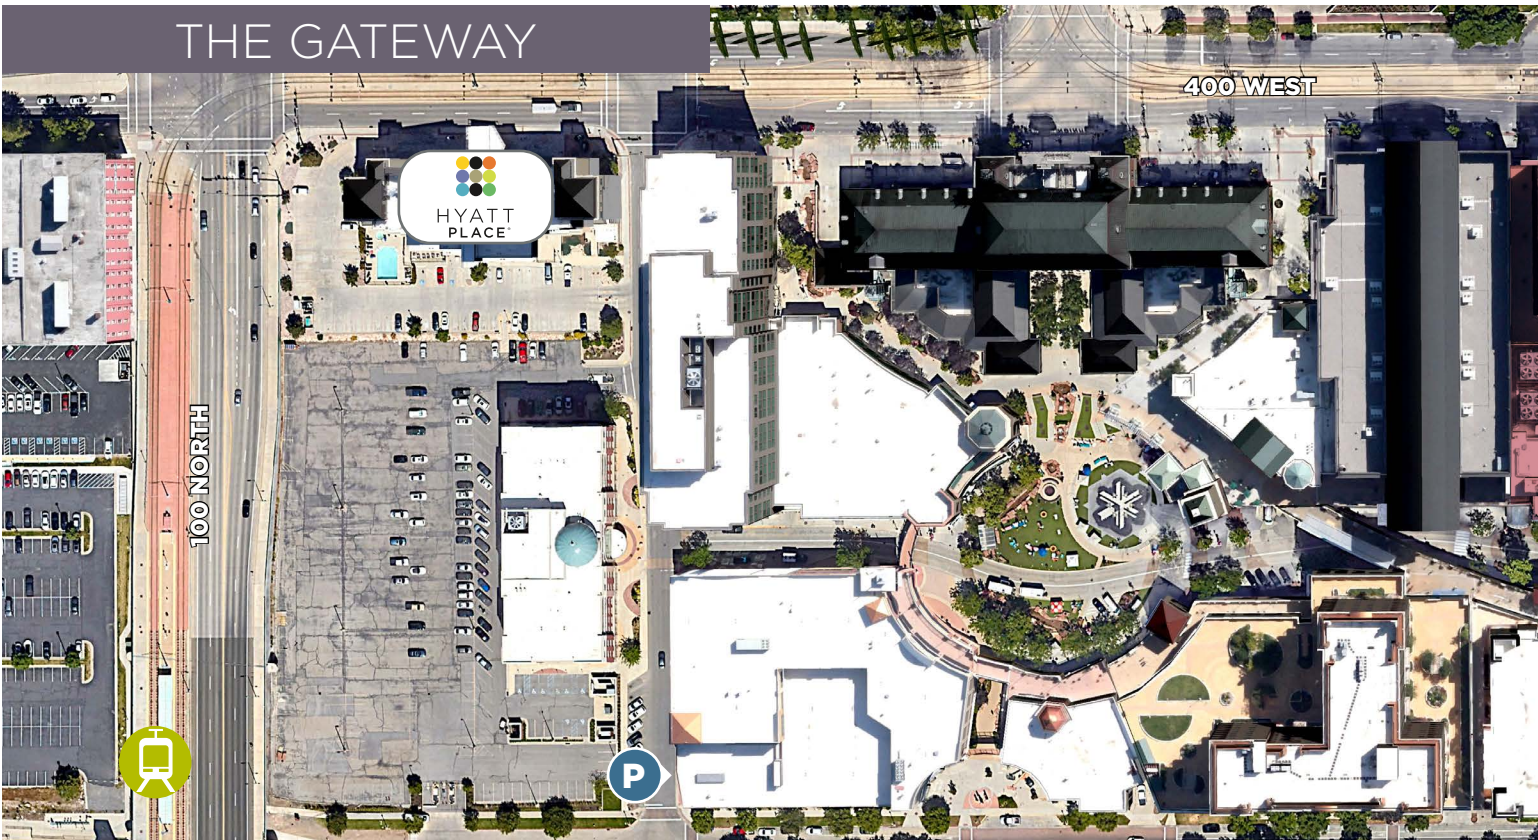 THE GATEWAY
400 WEST
HYATT
PLACE
100 NORTH
P